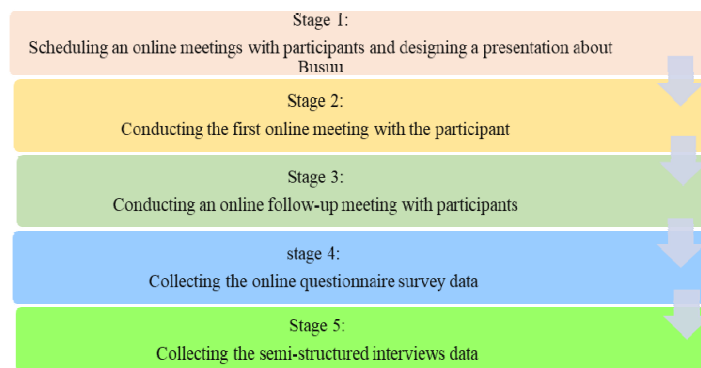 Stage 1:
Scheduling an online meetings with participants and designing a presentation about
Busuu
Stage 2:
Conducting the first online meeting with the participant
Stage 3:
Conducting an online follow-up meeting with participants
stage 4:
Collecting the online questionnaire survey data
Stage 5:
Collecting the semi-structured interviews data